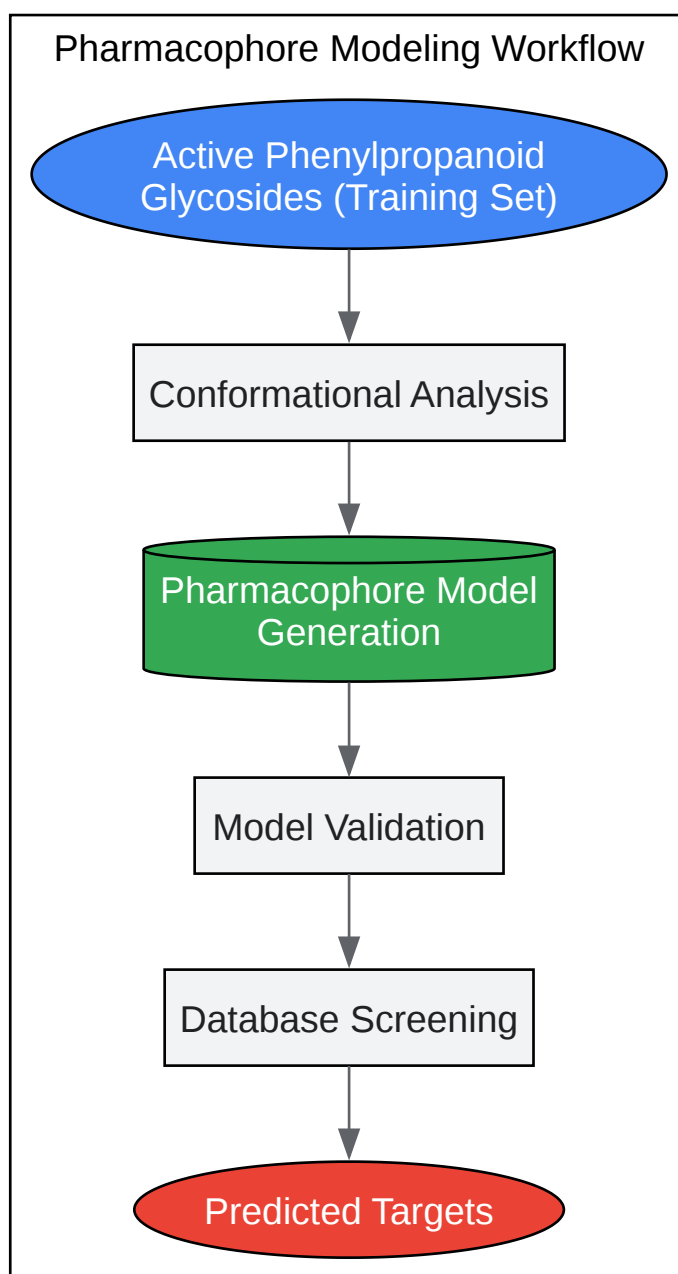 Pharmacophore Modeling Workflow
Active Phenylpropanoid
Glycosides (Training Set)
Conformational Analysis
Pharmacophore Model
Generation
Model Validation
Database Screening
Predicted Targets